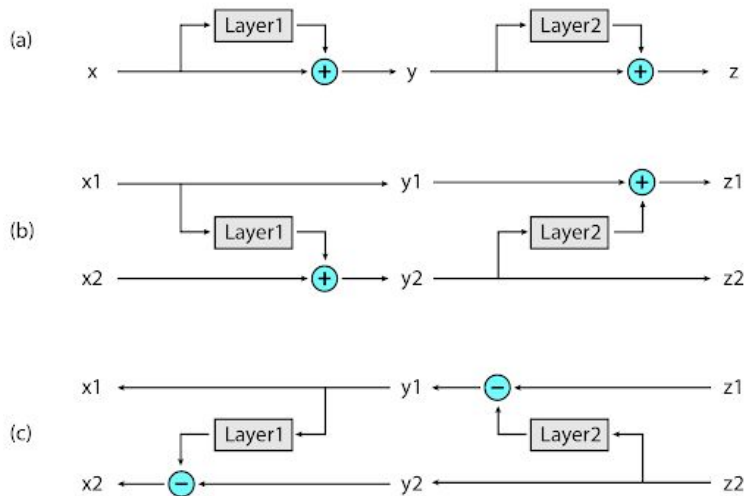 (a) Layer1 Layer2
x + y + z
x1 y1 + z1
(b) Layer1 Layer2
x2 + y2 z2
x1 y1 − z1
(c) Layer1 Layer2
x2 − y2 z2